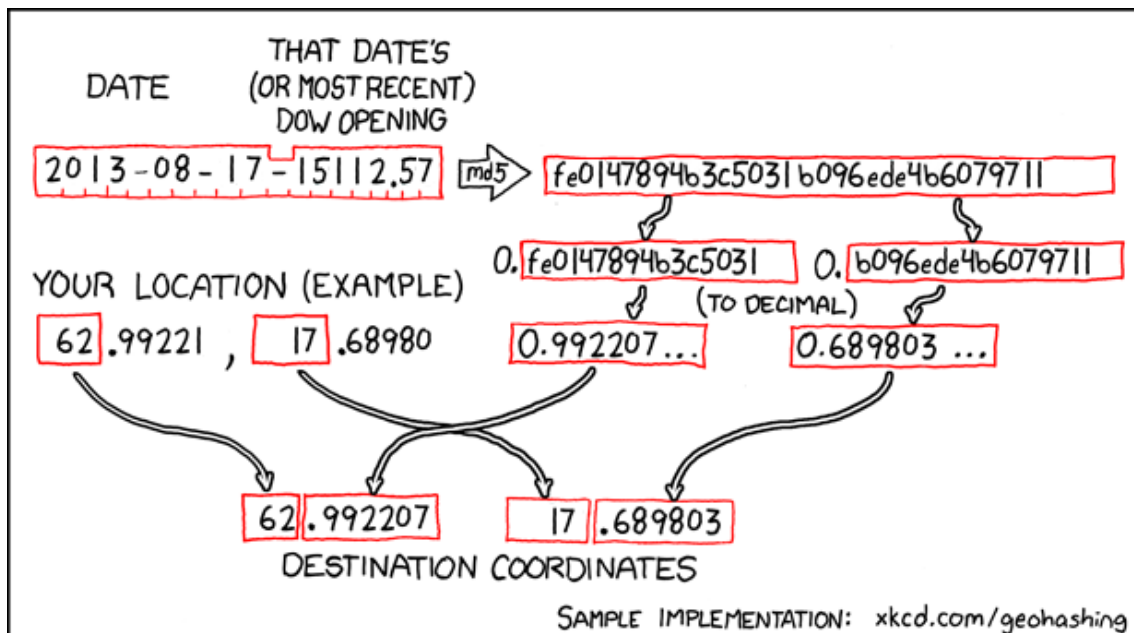 DATE
THAT DATE'S
(OR MOST RECENT)
DOW OPENING
2013-08-17-15112.57
md5
fe0147894b3c5031b096ede4b6079711
0.fe0147894b3c5031
0.b096ede4b6079711
(TO DECIMAL)
YOUR LOCATION (EXAMPLE)
62.99221, 17.68980
0.992207...
0.689803...
62.992207
17.689803
DESTINATION COORDINATES
SAMPLE IMPLEMENTATION: xkcd.com/geohashing